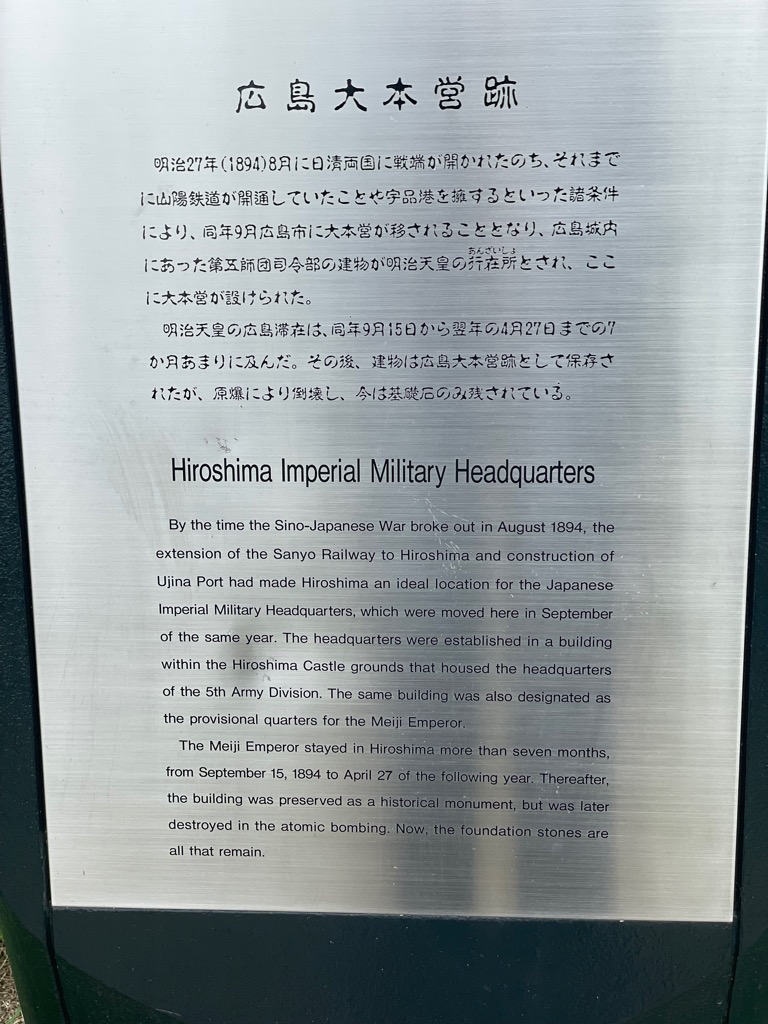 広島大本営跡
明治27年(1894)8月に日清両国に戦端が開かれたのち、それまで
に山陽鉄道が開通していたことや宇品港を擁するといった諸条件
により、同年9月広島市に大本営が移されることとなり、広島城内
あんざいしょ
にあった第五師団司令部の建物が明治天皇の行在所とされ、ここ
に大本営が設けられた。
明治天皇の広島滞在は、同年9月15日から翌年の4月27日までの7
か月あまりに及んだ。その後、建物は広島大本営跡として保存さ
れたが、原爆により倒壊し、今は基礎石のみ残されている。
Hiroshima Imperial Military Headquarters
By the time the Sino-Japanese War broke out in August 1894, the
extension of the Sanyo Railway to Hiroshima and construction of
Ujina Port had made Hiroshima an ideal location for the Japanese
Imperial Military Headquarters, which were moved here in September
of the same year. The headquarters were established in a building
within the Hiroshima Castle grounds that housed the headquarters
of the 5th Army Division. The same building was also designated as
the provisional quarters for the Meiji Emperor.
The Meiji Emperor stayed in Hiroshima more than seven months,
from September 15, 1894 to April 27 of the following year. Thereafter,
the building was preserved as a historical monument, but was later
destroyed in the atomic bombing. Now, the foundation stones are
all that remain.